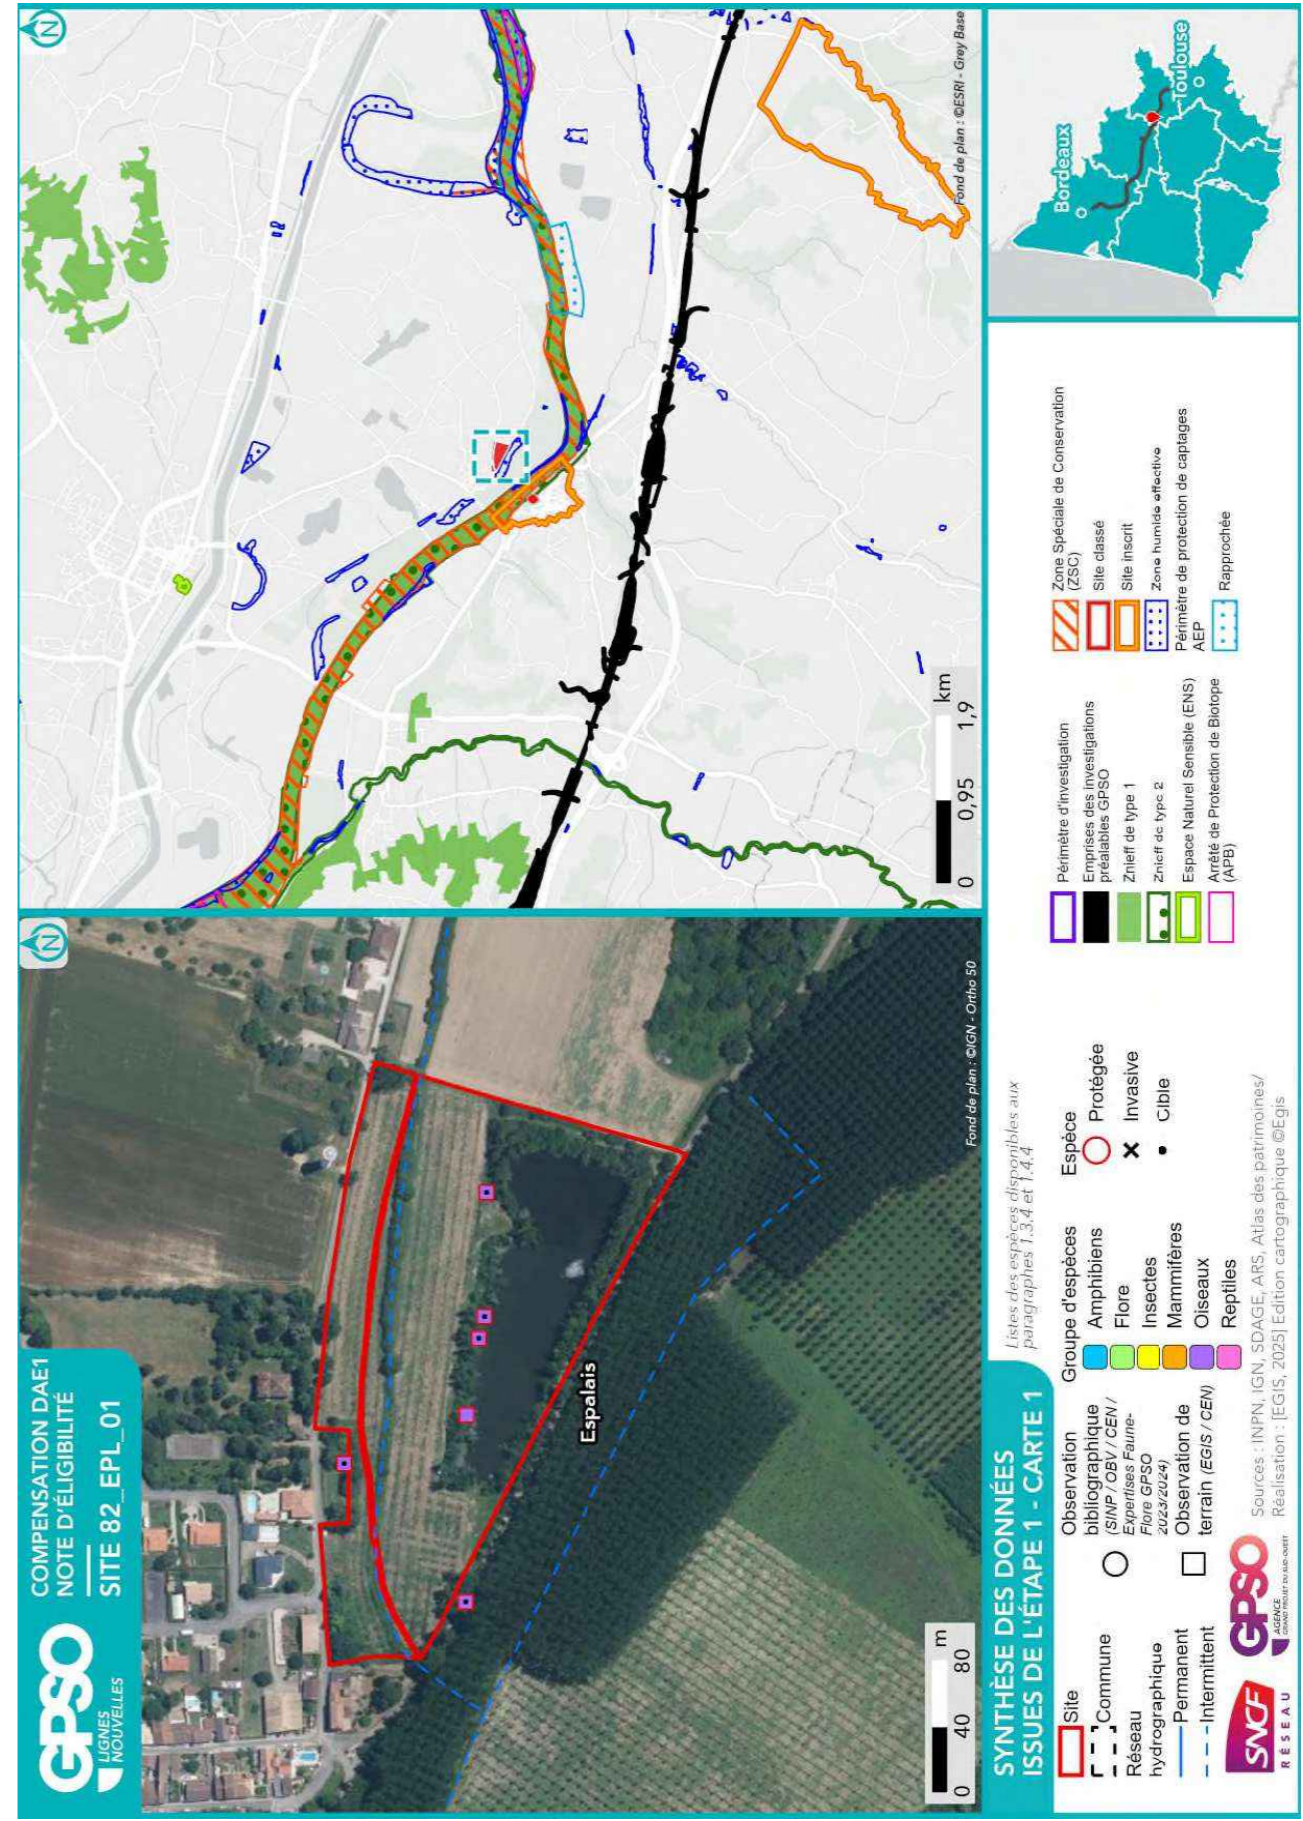 GPSO
LIGNES
NOUVELLES
COMPENSATION DAE1
NOTE D'ÉLIGIBILITÉ
SITE 82_EPL_01
N
Espalais
0 40 80 m
Fond de plan : ©IGN - Ortho 50
N
0 0,95 1,9 km
Fond de plan : ©ESRI - Grey Base
SYNTHÈSE DES DONNÉES
ISSUES DE L'ÉTAPE 1 - CARTE 1
Listes des espèces disponibles aux
paragraphes 1.3.4 et 1.4.4
Site
Commune
Réseau
hydrographique
Permanent
Intermittent
Observation
bibliographique
(SINP / OBV / CEN /
Expertises Faune-
Flore GPSO
2023/2024)
Observation de
terrain (EGIS / CEN)
Groupe d'espèces
Amphibiens
Flore
Insectes
Mammifères
Oiseaux
Reptiles
Espèce
Protégée
Invasive
Cible
Périmètre d'investigation
Emprises des investigations
préalables GPSO
Znieff de type 1
Znieff de type 2
Espace Naturel Sensible (ENS)
Arrêté de Protection de Biotope
(APB)
Zone Spéciale de Conservation
(ZSC)
Site classé
Site inscrit
Zone humide effective
Périmètre de protection de captages
AEP
Rapprochée
SNCF
RÉSEAU
GPSO
AGENCE
GRAND PROJET DU SUD-OUEST
Sources : INPN, IGN, SDAGE, ARS, Atlas des patrimoines/
Réalisation : [EGIS, 2025] Edition cartographique ©Egis
Bordeaux
Toulouse